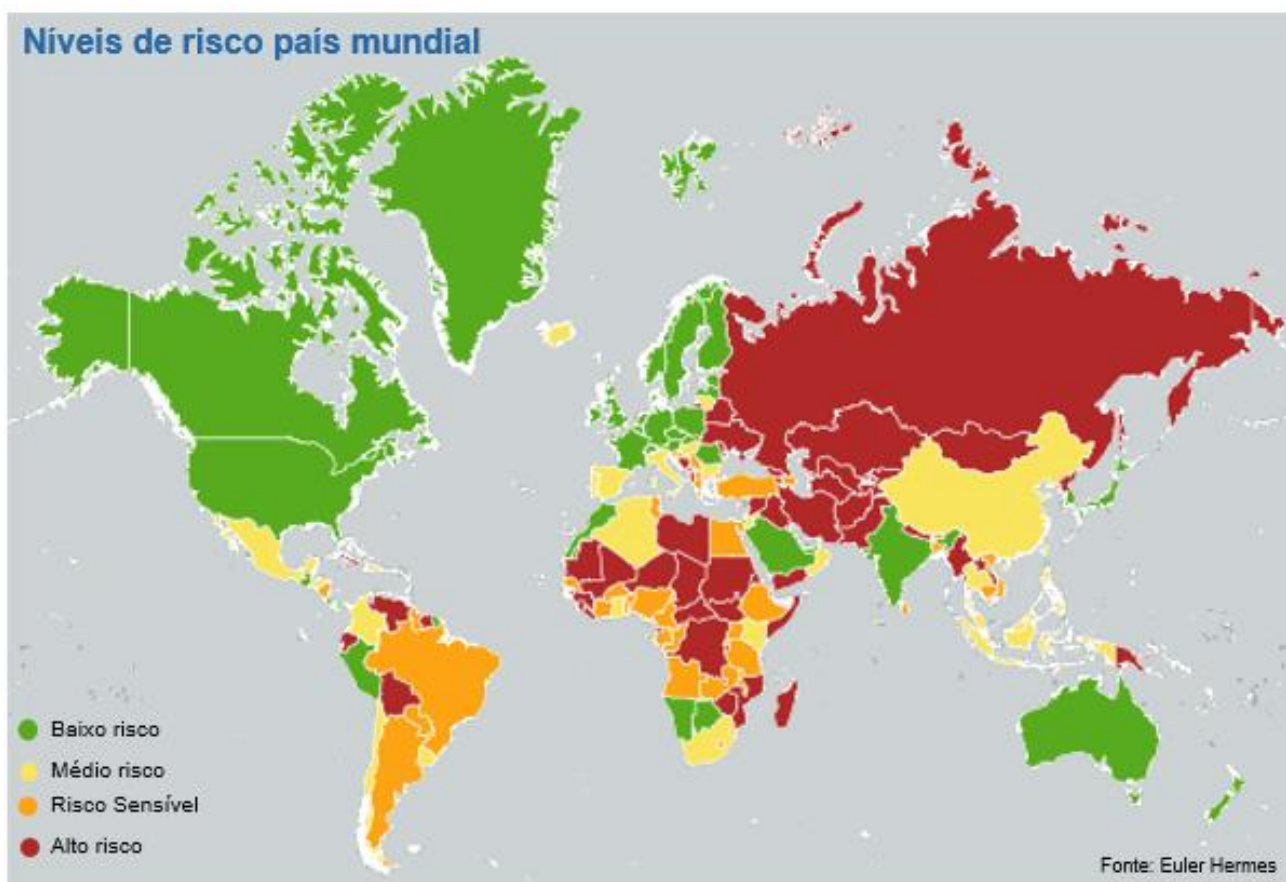 Níveis de risco país mundial
Baixo risco
Médio risco
Risco Sensível
Alto risco
Fonte: Euler Hermes